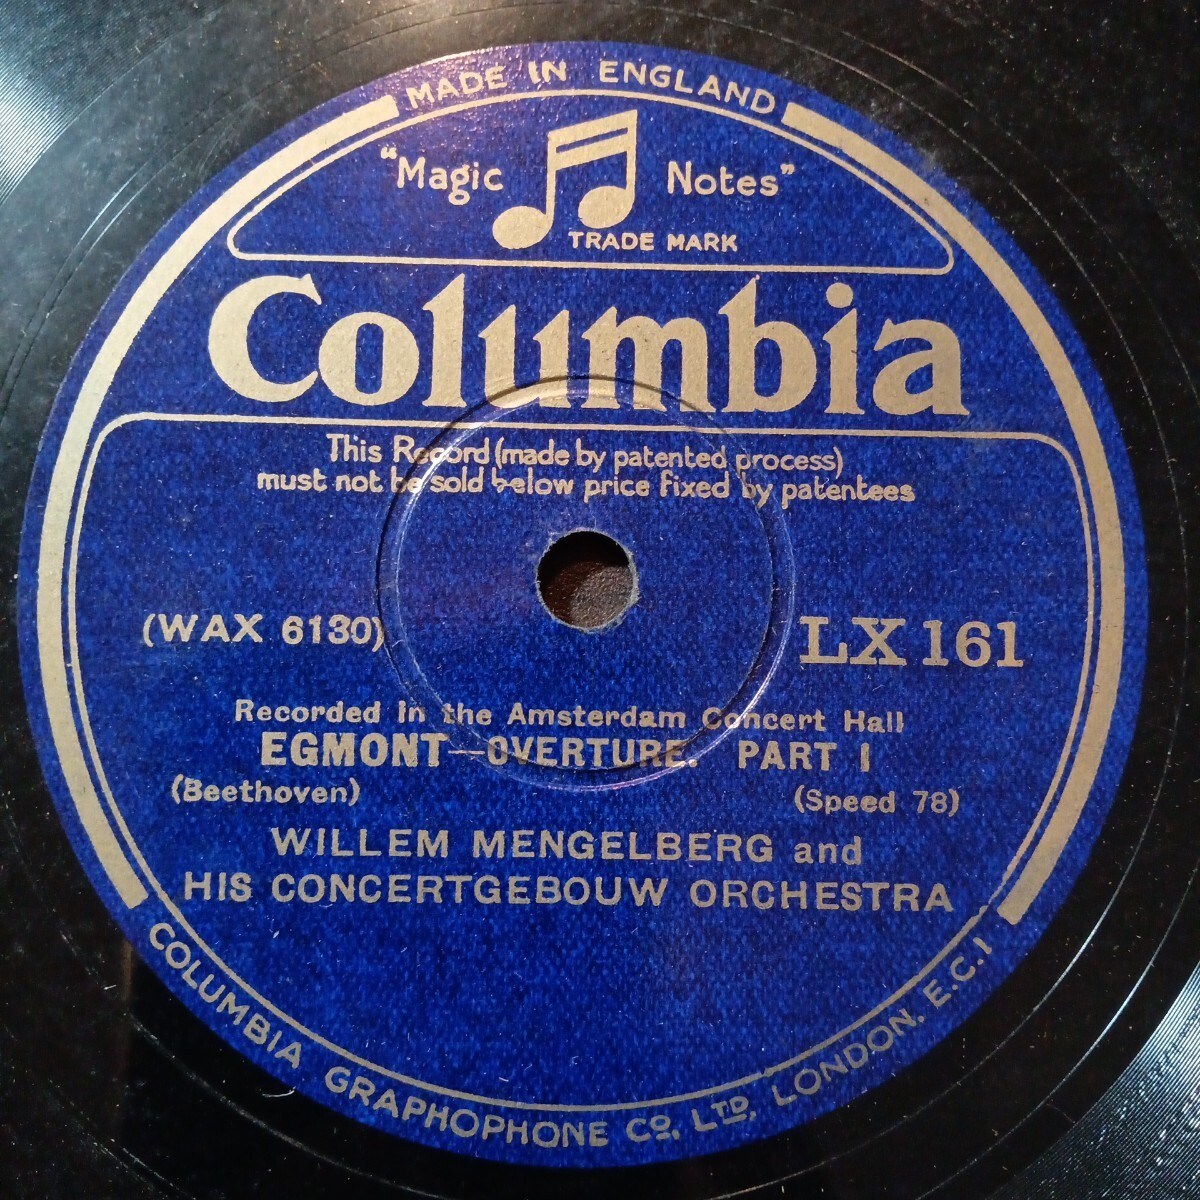 MADE IN ENGLAND
"Magic Notes"
TRADE MARK
Columbia
This Record (made by patented process)
must not be sold below price fixed by patentees
(WAX 6130)
LX 161
Recorded in the Amsterdam Concert Hall
EGMONT—OVERTURE. PART 1
(Beethoven)
(Speed 78)
WILLEM MENGELBERG and
HIS CONCERTGEBOUW ORCHESTRA
COLUMBIA GRAPHOPHONE CO. LTD. LONDON. E.C.1